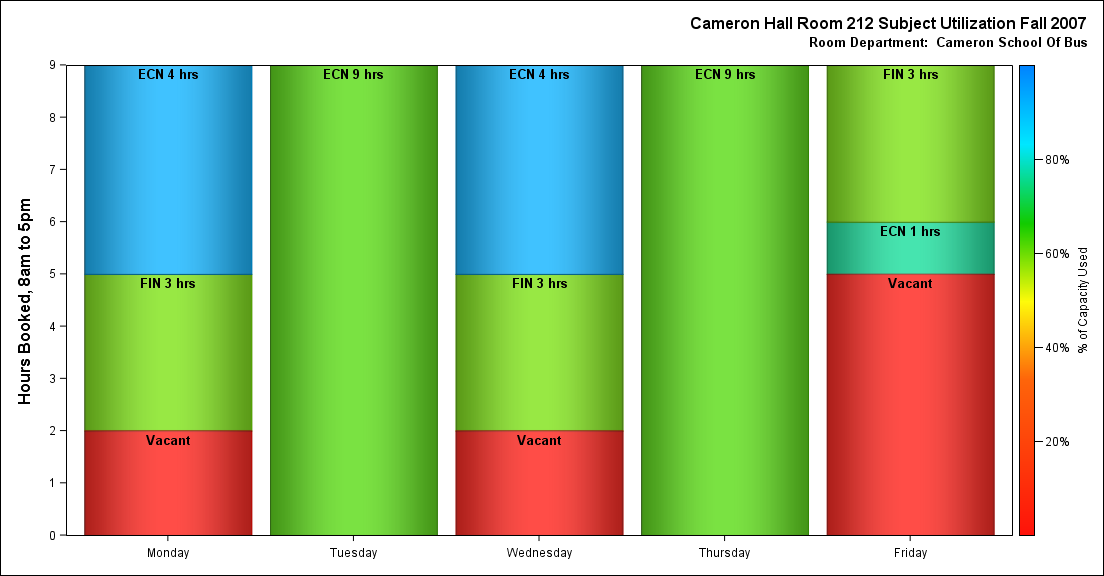 Cameron Hall Room 212 Subject Utilization Fall 2007
Room Department:  Cameron School Of Bus
Hours Booked, 8am to 5pm
9
8
7
6
5
4
3
2
1
0
ECN 4 hrs
FIN 3 hrs
Vacant
ECN 9 hrs
ECN 4 hrs
FIN 3 hrs
Vacant
ECN 9 hrs
FIN 3 hrs
ECN 1 hrs
Vacant
Monday
Tuesday
Wednesday
Thursday
Friday
80%
60%
40%
20%
% of Capacity Used